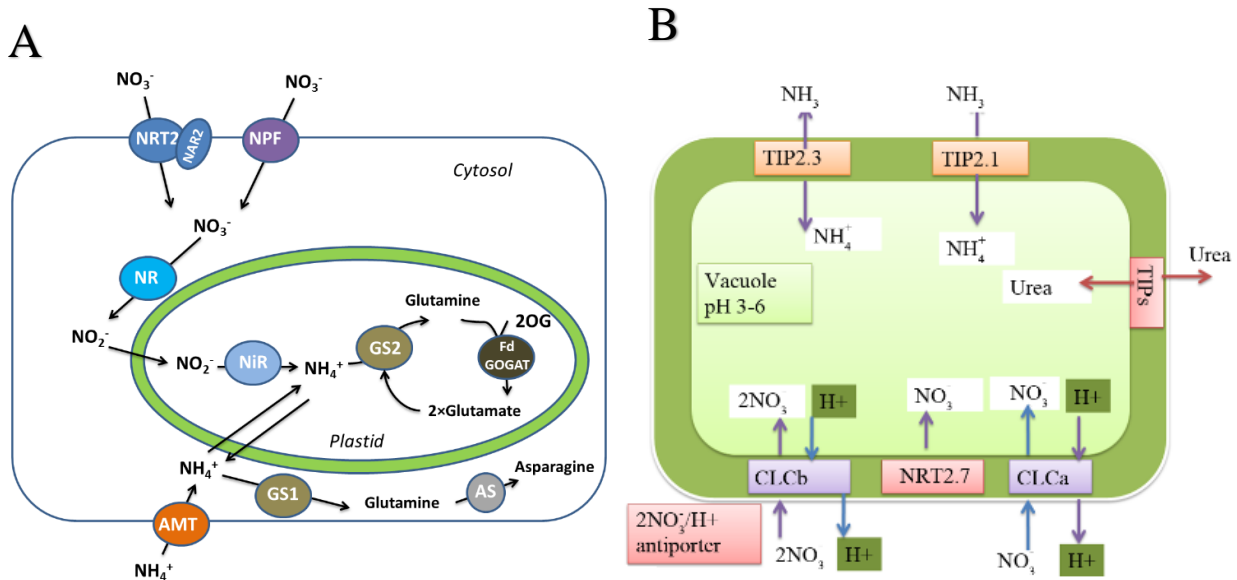 A
NO3-
NO3-
NRT2
NAR2
NPF
Cytosol
NO3-
NR
NO2-
NO2-
NiR
NH4+
GS2
Glutamine
2OG
Fd
GOGAT
2×Glutamate
Plastid
NH4+
GS1
Glutamine
AS
Asparagine
AMT
NH4+
B
NH3
NH3
TIP2.3
TIP2.1
NH4+
NH4+
Vacuole
pH 3-6
Urea
TIPs
Urea
2NO3-
H+
NO3-
NO3-
H+
CLCb
NRT2.7
CLCa
2NO3-/H+
antiporter
2NO3
H+
NO3-
H+